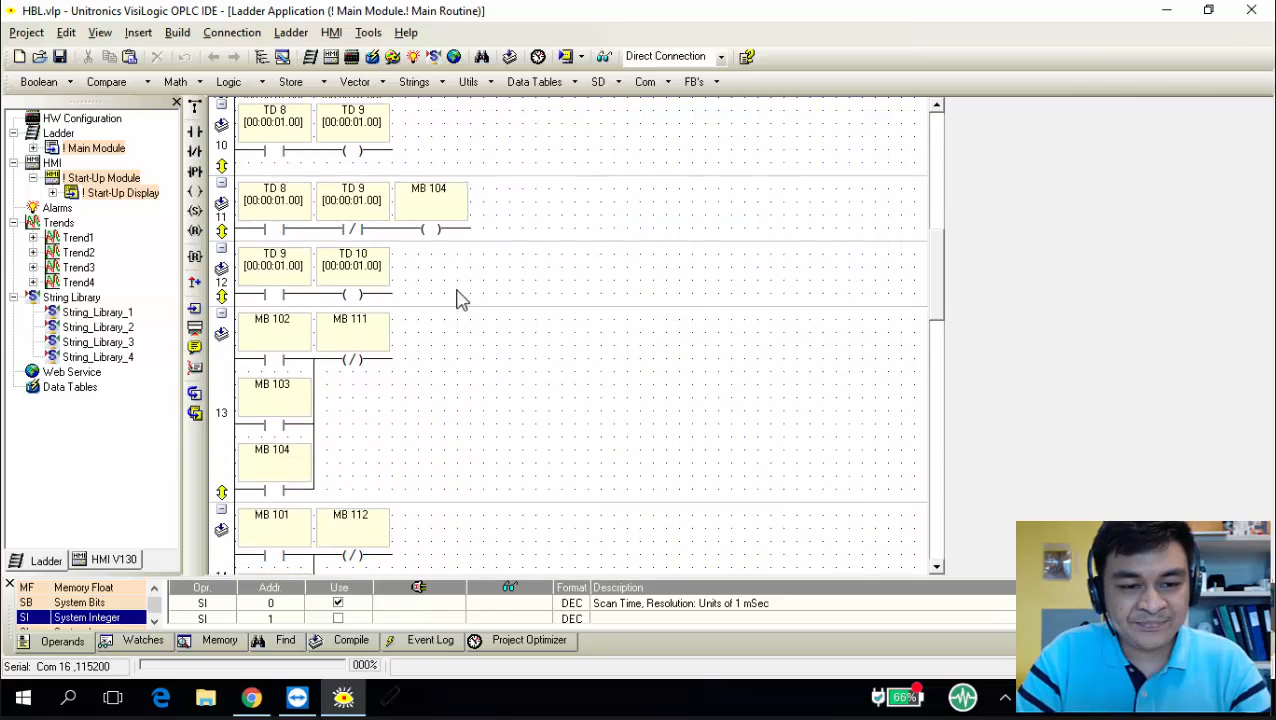 HBL.vlp - Unitronics VisiLogic OPLC IDE - [Ladder Application (! Main Module.! Main Routine)]
Project Edit View Insert Build Connection Ladder HMI Tools Help
Direct Connection
Boolean Compare Math Logic Store Vector Strings Utils Data Tables SD Com FB's
HW Configuration
Ladder
! Main Module
HMI
! Start-Up Module
! Start-Up Display
Alarms
Trends
Trend1
Trend2
Trend3
Trend4
String Library
String_Library_1
String_Library_2
String_Library_3
String_Library_4
Web Service
Data Tables
Ladder HMI V130
TD 8 TD 9
[00:00:01.00] [00:00:01.00]
10
TD 8 TD 9 MB 104
[00:00:01.00] [00:00:01.00]
11
TD 9 TD 10
[00:00:01.00] [00:00:01.00]
12
MB 102 MB 111
MB 103
13
MB 104
MB 101 MB 112
MF Memory Float
SB System Bits
SI System Integer
Opr. Addr. Use Format Description
SI 0 DEC Scan Time, Resolution: Units of 1 mSec
SI 1 DEC
Operands Watches Memory Find Compile Event Log Project Optimizer
Serial: Com 16 ,115200 000%
66%